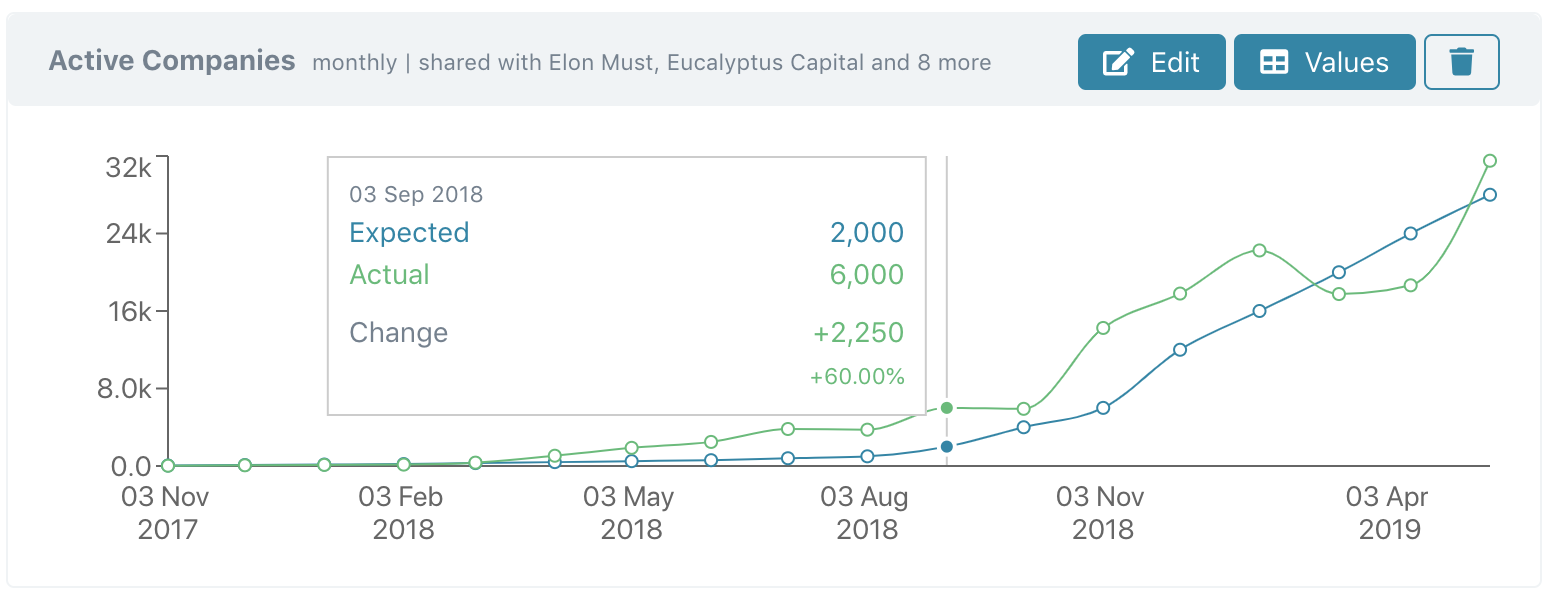 Active Companies monthly | shared with Elon Must, Eucalyptus Capital and 8 more Edit Values
32k
24k
16k
8.0k
0.0
03 Sep 2018
Expected 2,000
Actual 6,000
Change +2,250
+60.00%
03 Nov 03 Feb 03 May 03 Aug 03 Nov 03 Apr
2017 2018 2018 2018 2018 2019